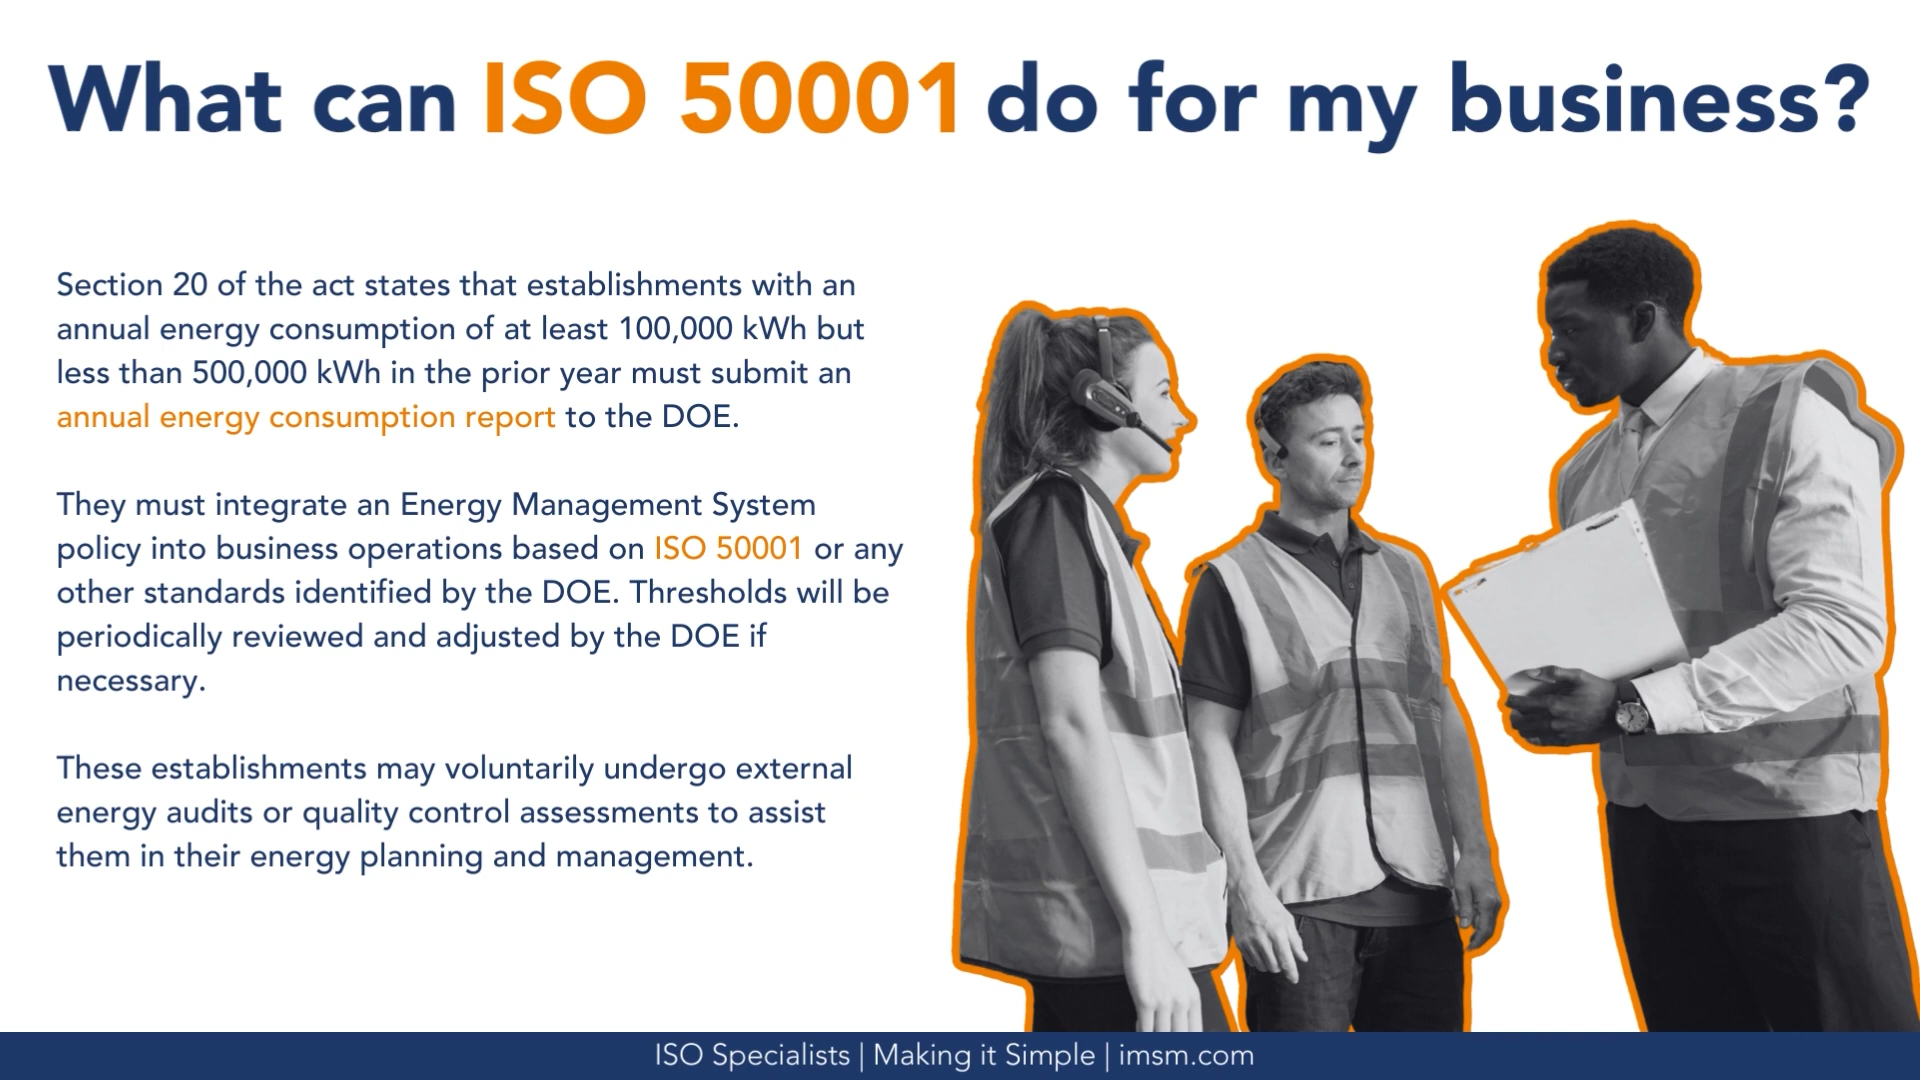 What can ISO 50001 do for my business?
Section 20 of the act states that establishments with an
annual energy consumption of at least 100,000 kWh but
less than 500,000 kWh in the prior year must submit an
annual energy consumption report to the DOE.
They must integrate an Energy Management System
policy into business operations based on ISO 50001 or any
other standards identified by the DOE. Thresholds will be
periodically reviewed and adjusted by the DOE if
necessary.
These establishments may voluntarily undergo external
energy audits or quality control assessments to assist
them in their energy planning and management.
ISO Specialists | Making it Simple | imsm.com